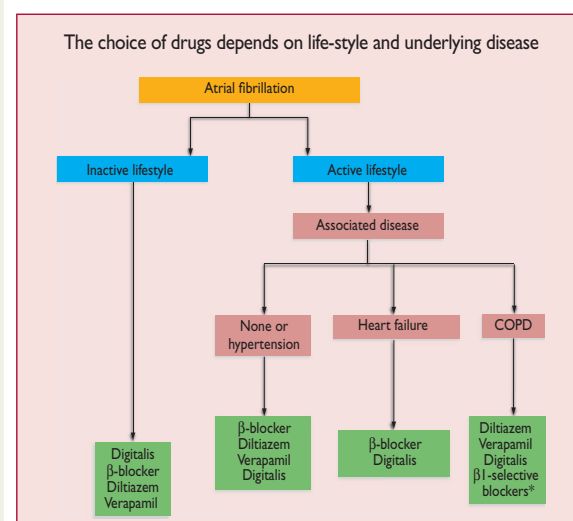 The choice of drugs depends on life-style and underlying disease
Atrial fibrillation
Inactive lifestyle
Active lifestyle
Associated disease
None or
hypertension
Heart failure
COPD
Digitalis
β-blocker
Diltiazem
Verapamil
β-blocker
Diltiazem
Verapamil
Digitalis
β-blocker
Digitalis
Diltiazem
Verapamil
Digitalis
β1-selective
blockers*